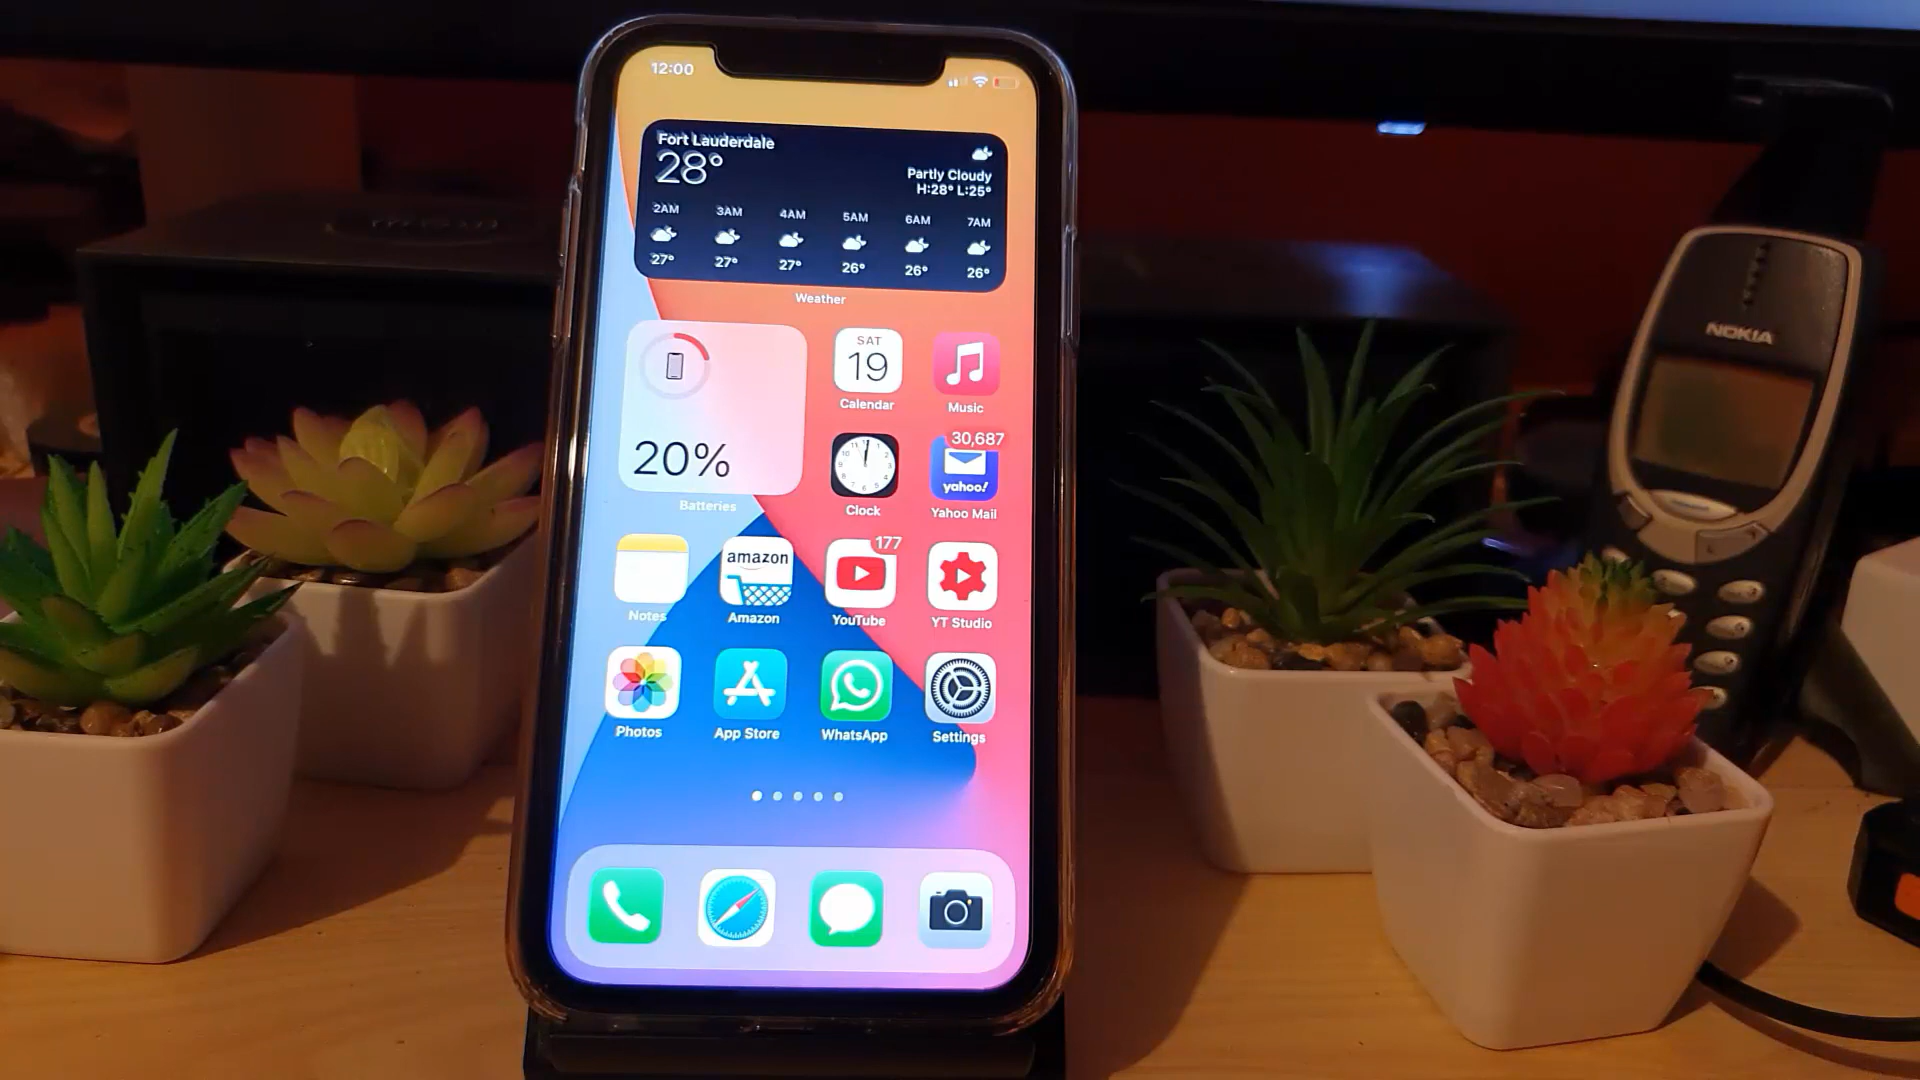 12:00
Fort Lauderdale
28°
Partly Cloudy
H:28° L:25°
2AM 3AM 4AM 5AM 6AM 7AM
27° 27° 27° 26° 26° 26°
Weather
20%
Batteries
SAT
19
Calendar
Music
Clock
30,687
yahoo!
Yahoo Mail
Notes
amazon
Amazon
177
YouTube
YT Studio
Photos
App Store
WhatsApp
Settings
NOKIA